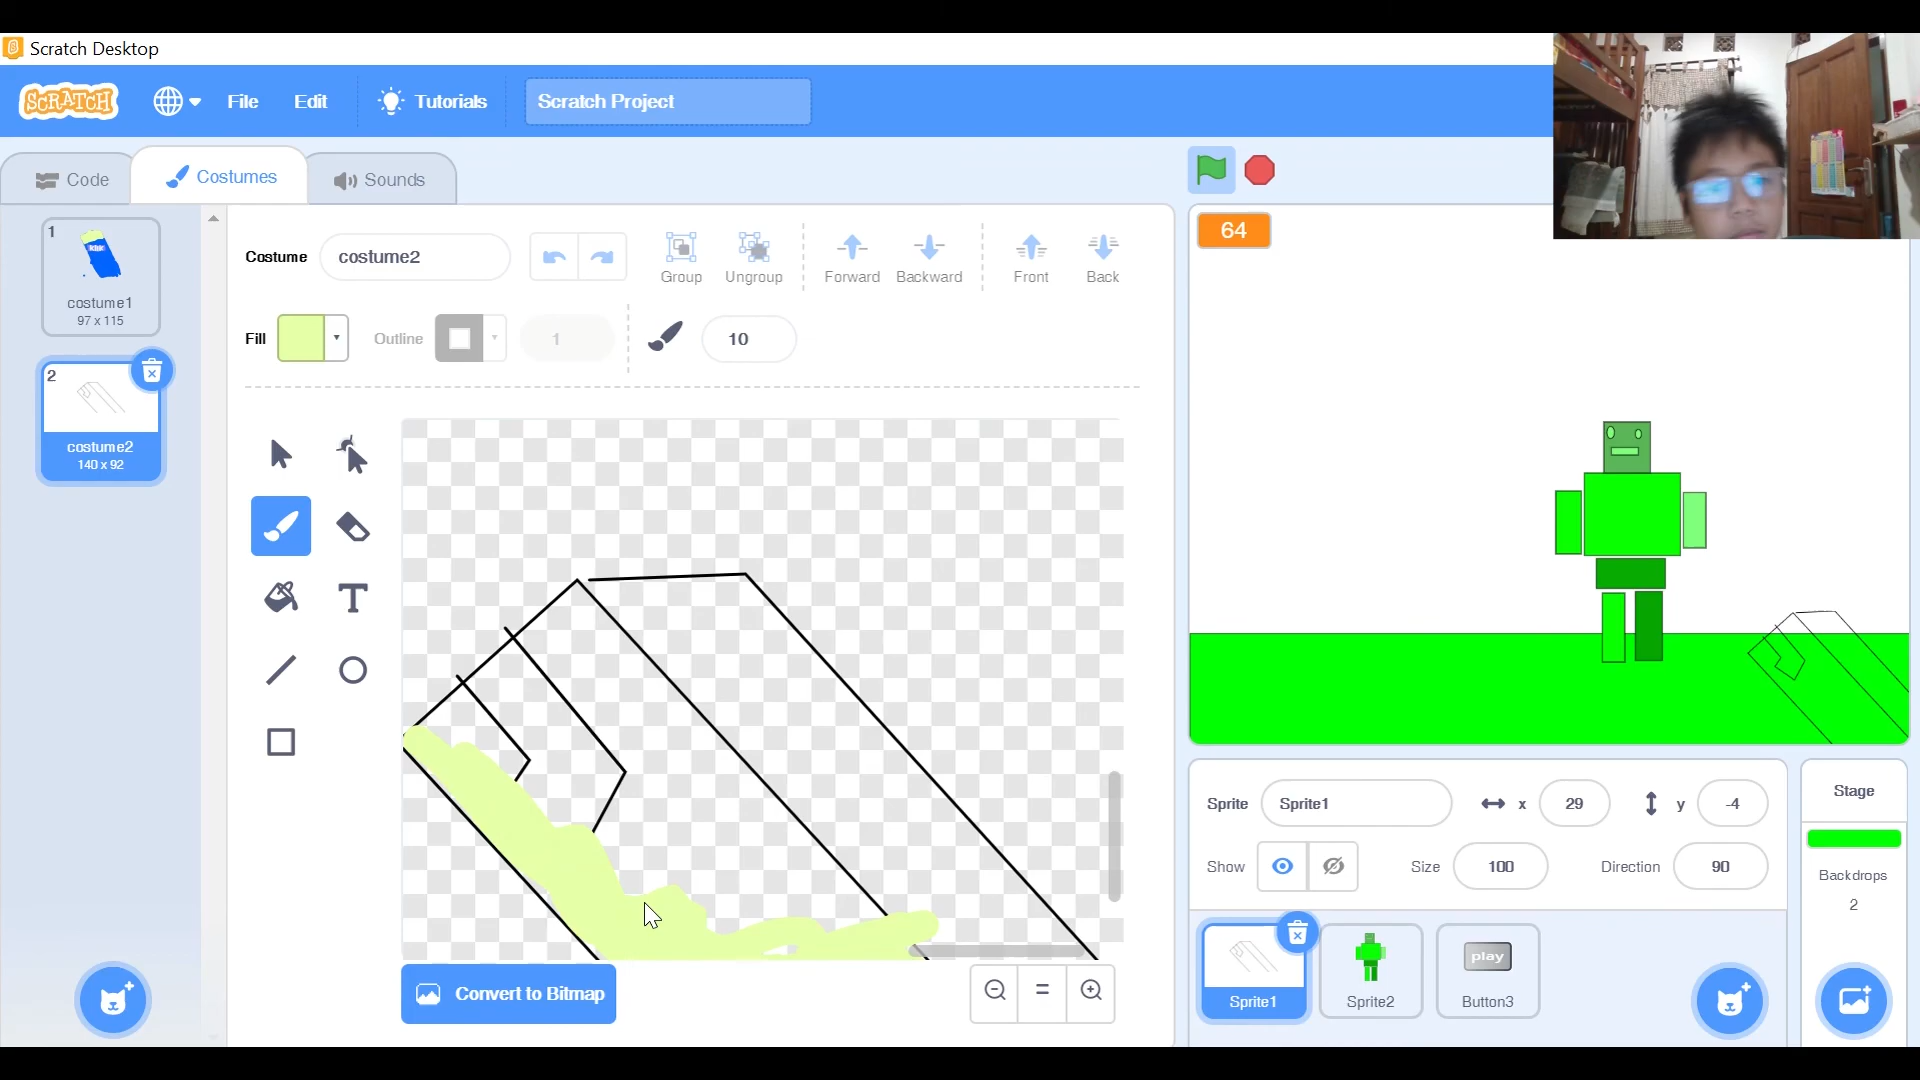 Scratch Desktop
SCRATCH
File
Edit
Tutorials
Scratch Project
Code
Costumes
Sounds
1
costume1
97 x 115
2
costume2
140 x 92
Costume
costume2
Group
Ungroup
Forward
Backward
Front
Back
Fill
Outline
1
10
Convert to Bitmap
64
Sprite
Sprite1
x
29
y
-4
Show
Size
100
Direction
90
Sprite1
Sprite2
play
Button3
Stage
Backdrops
2